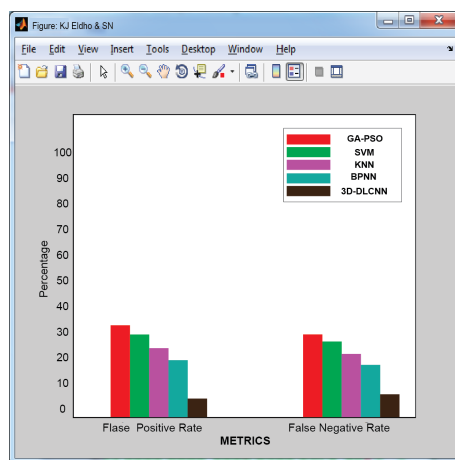 Figure: KJ Eldho & SN
File Edit View Insert Tools Desktop Window Help
GA-PSO
SVM
KNN
BPNN
3D-DLCNN
100
90
80
70
60
50
40
30
20
10
0
Percentage
Flase Positive Rate
False Negative Rate
METRICS